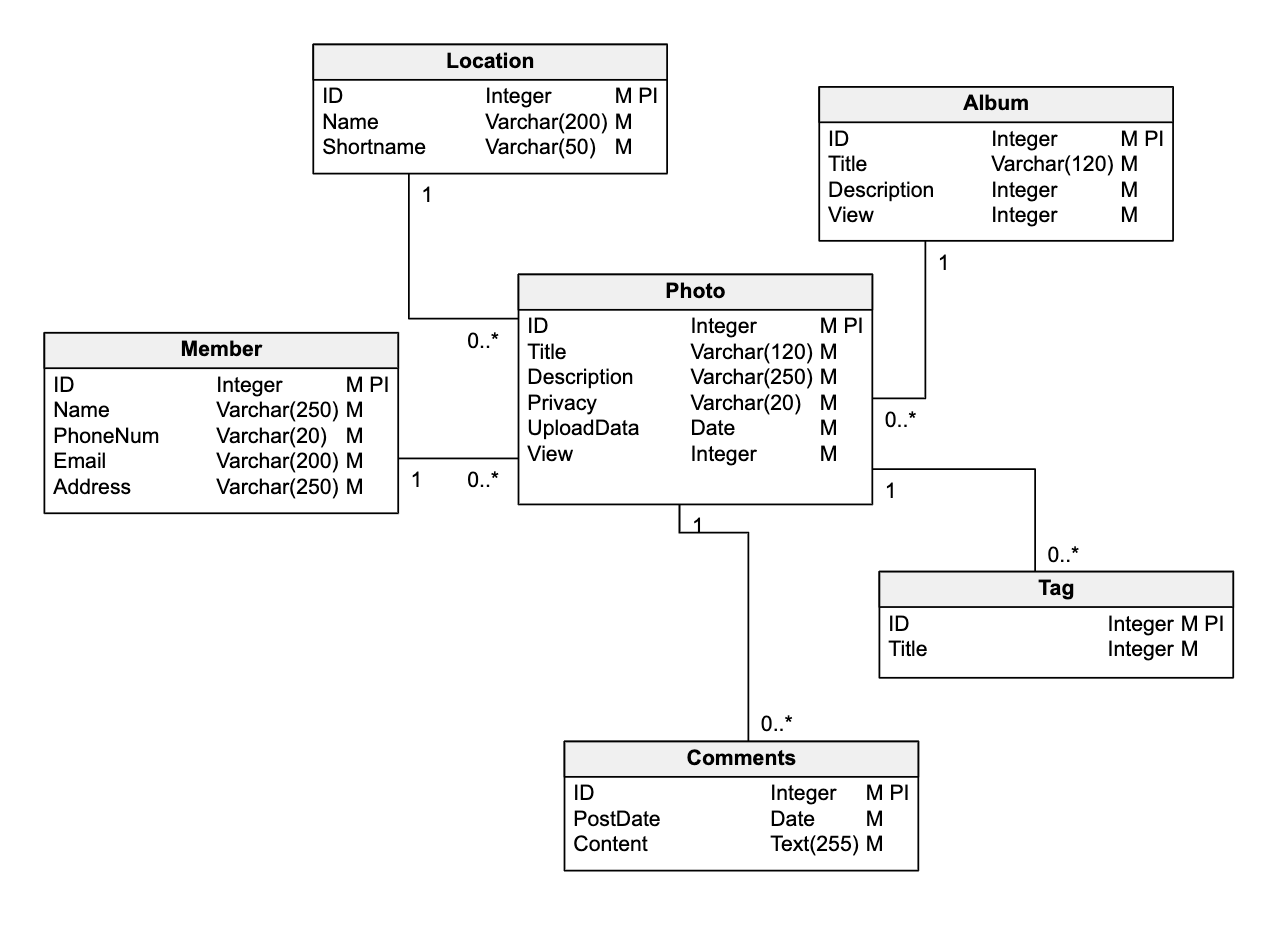 Location
ID Integer M PI
Name Varchar(200) M
Shortname Varchar(50) M
1
0..*
Album
ID Integer M PI
Title Varchar(120) M
Description Integer M
View Integer M
1
0..*
Member
ID Integer M PI
Name Varchar(250) M
PhoneNum Varchar(20) M
Email Varchar(200) M
Address Varchar(250) M
1 0..*
Photo
ID Integer M PI
Title Varchar(120) M
Description Varchar(250) M
Privacy Varchar(20) M
UploadData Date M
View Integer M
1
0..*
Tag
ID Integer M PI
Title Integer M
1
0..*
Comments
ID Integer M PI
PostDate Date M
Content Text(255) M